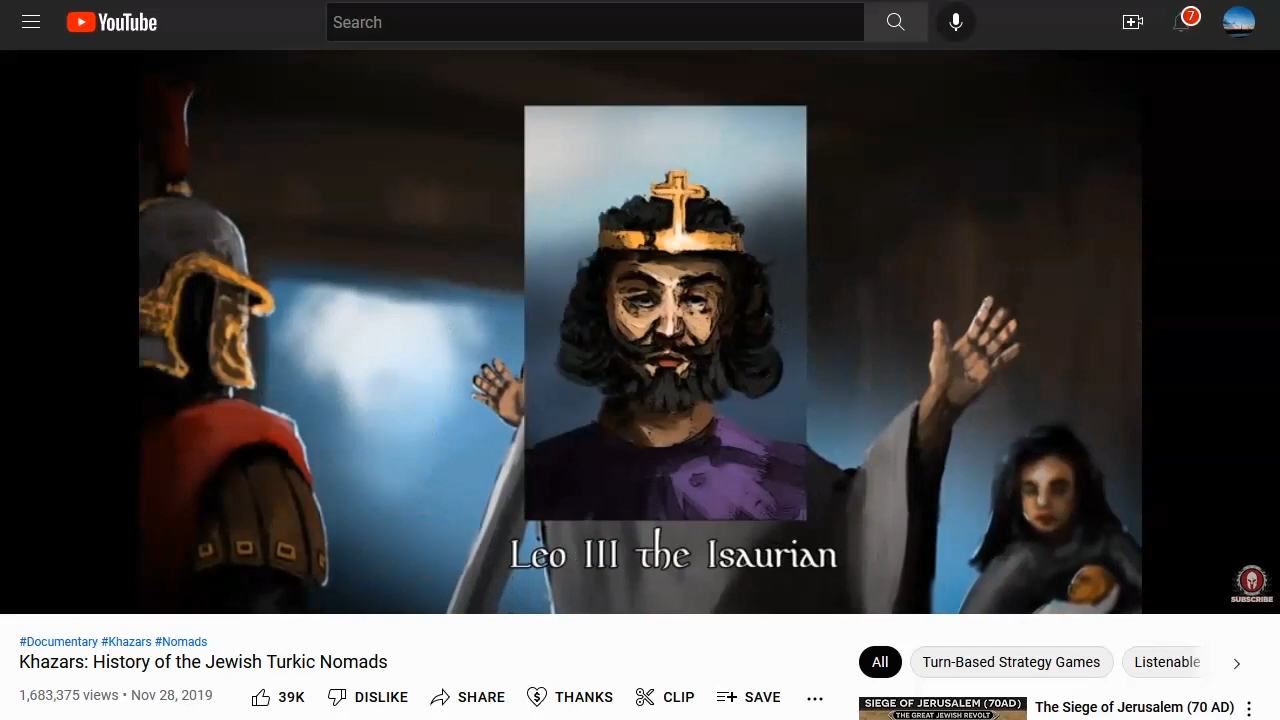 YouTube
Search
7
Leo III the Isaurian
SUBSCRIBE
#Documentary #Khazars #Nomads
Khazars: History of the Jewish Turkic Nomads
1,683,375 views • Nov 28, 2019
39K
DISLIKE
SHARE
THANKS
CLIP
SAVE
All
Turn-Based Strategy Games
Listenable
SIEGE OF JERUSALEM (70AD)
THE GREAT JEWISH REVOLT
The Siege of Jerusalem (70 AD)